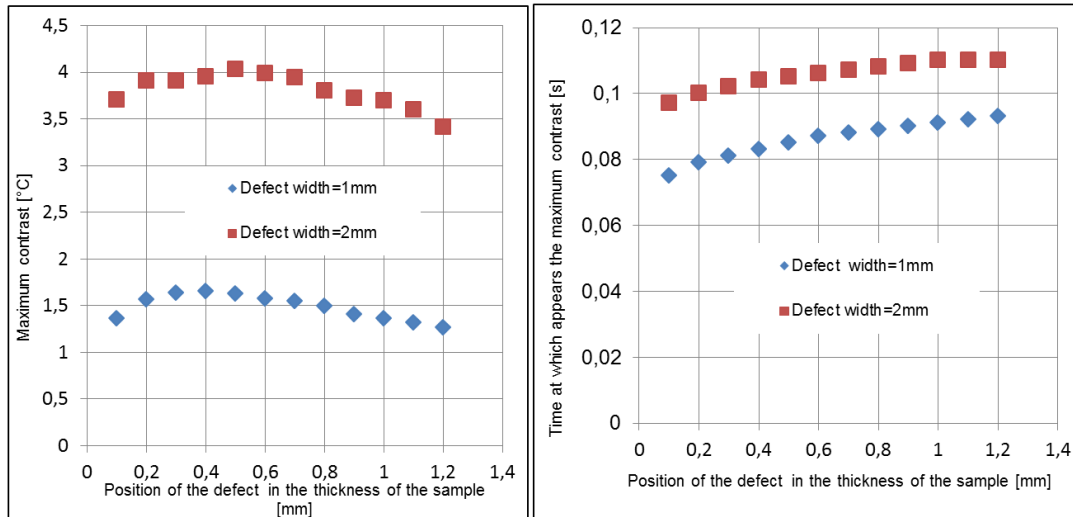 Maximum contrast [°C]
4,5
4
3,5
3
2,5
2
1,5
1
0,5
0
Defect width=1mm
Defect width=2mm
0 0,2 0,4 0,6 0,8 1 1,2 1,4
Position of the defect in the thickness of the sample
[mm]
Time at which appears the maximum contrast [s]
0,12
0,1
0,08
0,06
0,04
0,02
0
Defect width=1mm
Defect width=2mm
0 0,2 0,4 0,6 0,8 1 1,2 1,4
Position of the defect in the thickness of the sample [mm]